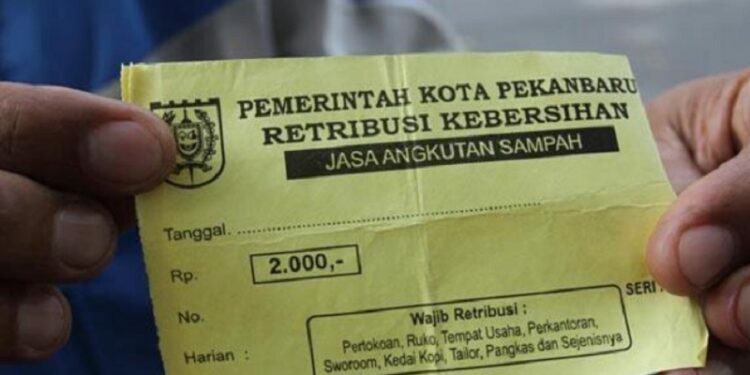 PEMERINTAH KOTA PEKANBARU
RETRIBUSI KEBERSIHAN
JASA ANGKUTAN SAMPAH
Tanggal. ..............................................................
Rp. 2.000,-
SERI
No.
Wajib Retribusi :
Harian :
Pertokoan, Ruko, Tempat Usaha, Perkantoran,
Sworoom, Kedai Kopi, Tailor, Pangkas dan Sejenisnya